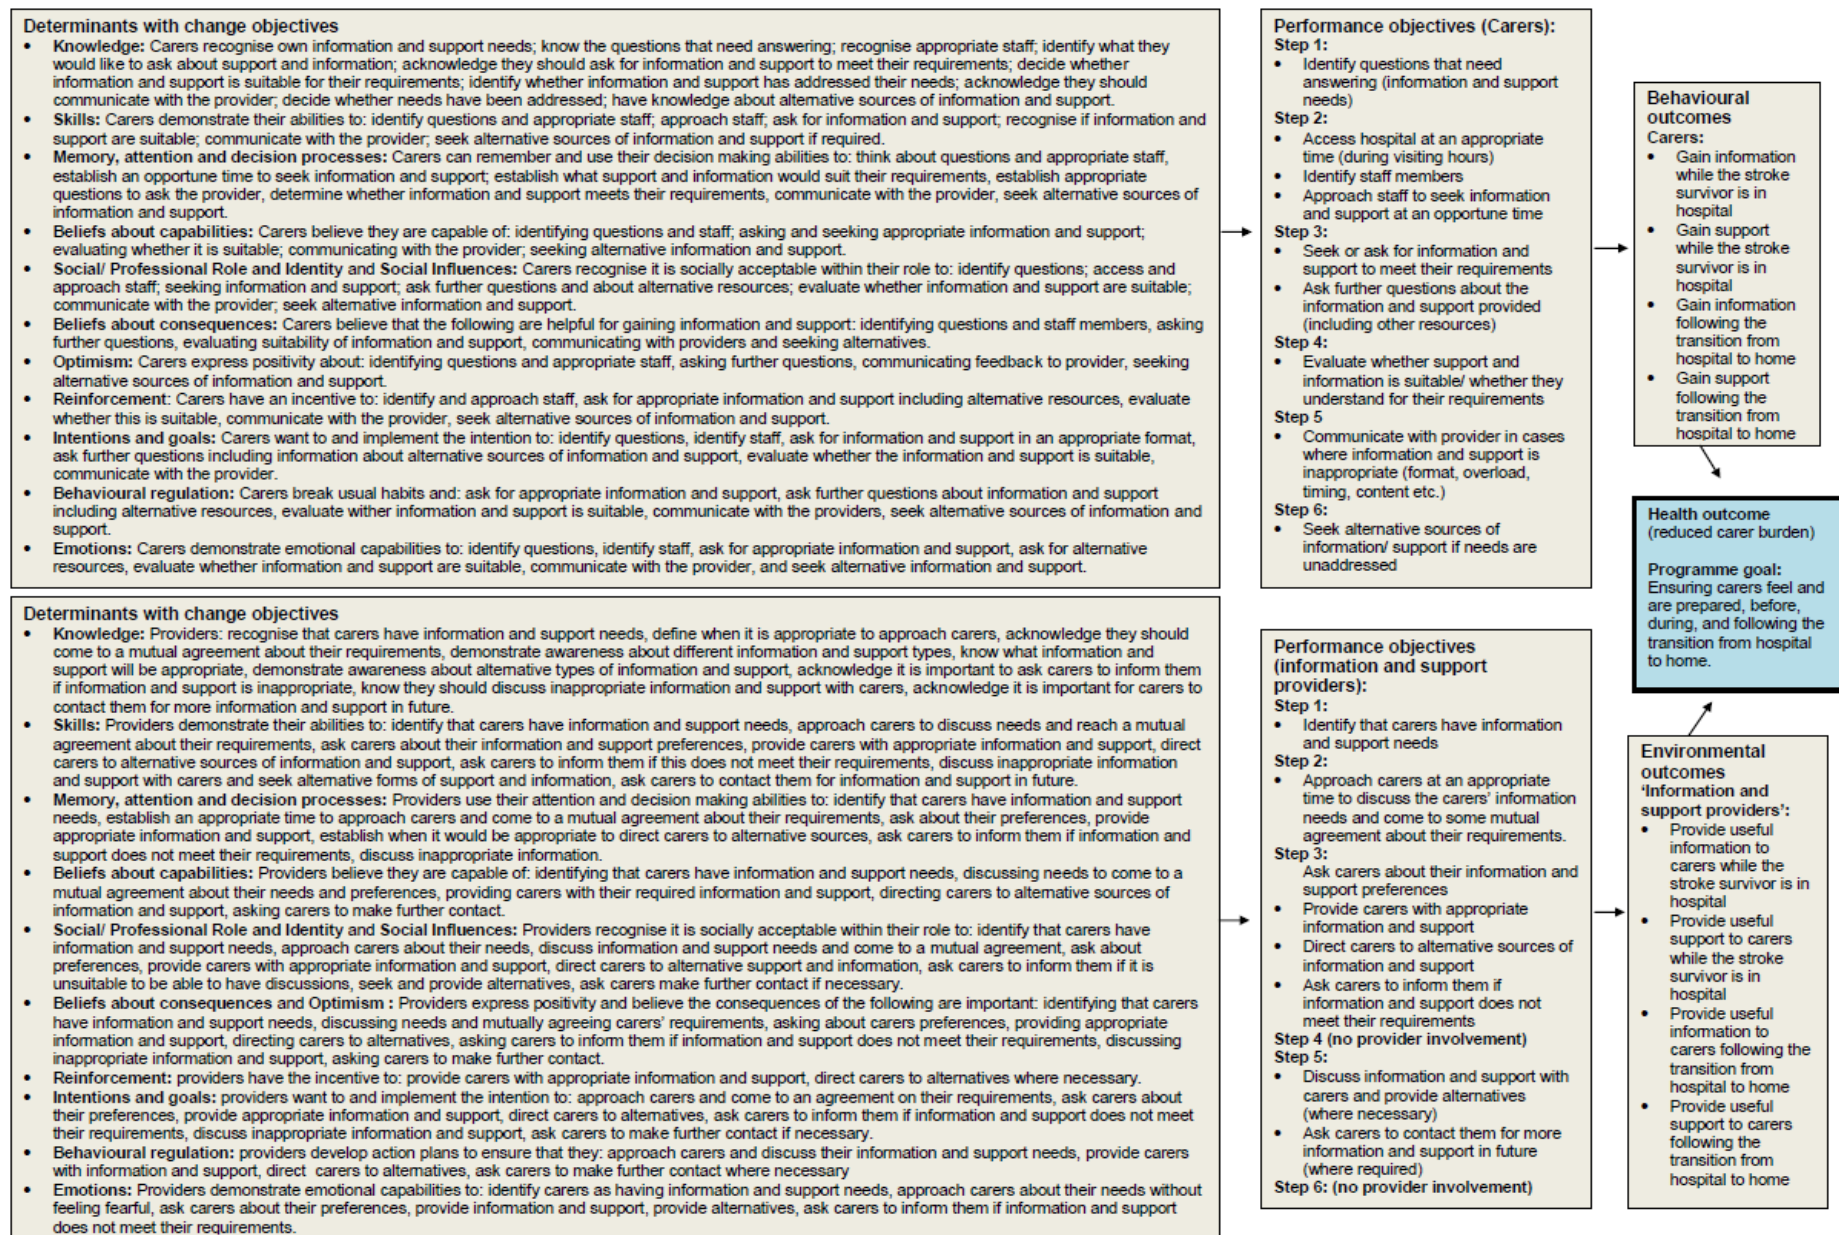 Determinants with change objectives
• Knowledge: Carers recognise own information and support needs; know the questions that need answering; recognise appropriate staff; identify what they
would like to ask about support and information; acknowledge they should ask for information and support to meet their requirements; decide whether
information and support is suitable for their requirements; identify whether information and support has addressed their needs; acknowledge they should
communicate with the provider; decide whether needs have been addressed; have knowledge about alternative sources of information and support.
• Skills: Carers demonstrate their abilities to: identify questions and appropriate staff; approach staff; ask for information and support; recognise if information and
support are suitable; communicate with the provider; seek alternative sources of information and support if required.
• Memory, attention and decision processes: Carers can remember and use their decision making abilities to: think about questions and appropriate staff,
establish an opportune time to seek information and support; establish what support and information would suit their requirements, establish appropriate
questions to ask the provider, determine whether information and support meets their requirements, communicate with the provider, seek alternative sources of
information and support.
• Beliefs about capabilities: Carers believe they are capable of: identifying questions and staff; asking and seeking appropriate information and support;
evaluating whether it is suitable; communicating with the provider; seeking alternative information and support.
• Social/ Professional Role and Identity and Social Influences: Carers recognise it is socially acceptable within their role to: identify questions; access and
approach staff; seeking information and support; ask further questions and about alternative resources; evaluate whether information and support are suitable;
communicate with the provider; seek alternative information and support.
• Beliefs about consequences: Carers believe that the following are helpful for gaining information and support: identifying questions and staff members, asking
further questions, evaluating suitability of information and support, communicating with providers and seeking alternatives.
• Optimism: Carers express positivity about: identifying questions and appropriate staff, asking further questions, communicating feedback to provider, seeking
alternative sources of information and support.
• Reinforcement: Carers have an incentive to: identify and approach staff, ask for appropriate information and support including alternative resources, evaluate
whether this is suitable, communicate with the provider, seek alternative sources of information and support.
• Intentions and goals: Carers want to and implement the intention to: identify questions, identify staff, ask for information and support in an appropriate format,
ask further questions including information about alternative sources of information and support, evaluate whether the information and support is suitable,
communicate with the provider.
• Behavioural regulation: Carers break usual habits and: ask for appropriate information and support, ask further questions about information and support
including alternative resources, evaluate wither information and support is suitable, communicate with the providers, seek alternative sources of information and
support.
• Emotions: Carers demonstrate emotional capabilities to: identify questions, identify staff, ask for appropriate information and support, ask for alternative
resources, evaluate whether information and support are suitable, communicate with the provider, and seek alternative information and support.
Performance objectives (Carers):
Step 1:
• Identify questions that need
answering (information and support
needs)
Step 2:
• Access hospital at an appropriate
time (during visiting hours)
• Identify staff members
• Approach staff to seek information
and support at an opportune time
Step 3:
• Seek or ask for information and
support to meet their requirements
• Ask further questions about the
information and support provided
(including other resources)
Step 4:
• Evaluate whether support and
information is suitable/ whether they
understand for their requirements
Step 5
• Communicate with provider in cases
where information and support is
inappropriate (format, overload,
timing, content etc.)
Step 6:
• Seek alternative sources of
information/ support if needs are
unaddressed
Behavioural
outcomes
Carers:
• Gain information
while the stroke
survivor is in
hospital
• Gain support
while the stroke
survivor is in
hospital
• Gain information
following the
transition from
hospital to home
• Gain support
following the
transition from
hospital to home
Health outcome
(reduced carer burden)
Programme goal:
Ensuring carers feel and
are prepared, before,
during, and following the
transition from hospital
to home.
Determinants with change objectives
• Knowledge: Providers: recognise that carers have information and support needs, define when it is appropriate to approach carers, acknowledge they should
come to a mutual agreement about their requirements, demonstrate awareness about different information and support types, know what information and
support will be appropriate, demonstrate awareness about alternative types of information and support, acknowledge it is important to ask carers to inform them
if information and support is inappropriate, know they should discuss inappropriate information and support with carers, acknowledge it is important for carers to
contact them for more information and support in future.
• Skills: Providers demonstrate their abilities to: identify that carers have information and support needs, approach carers to discuss needs and reach a mutual
agreement about their requirements, ask carers about their information and support preferences, provide carers with appropriate information and support, direct
carers to alternative sources of information and support, ask carers to inform them if this does not meet their requirements, discuss inappropriate information
and support with carers and seek alternative forms of support and information, ask carers to contact them for information and support in future.
• Memory, attention and decision processes: Providers use their attention and decision making abilities to: identify that carers have information and support
needs, establish an appropriate time to approach carers and come to a mutual agreement about their requirements, ask about their preferences, provide
appropriate information and support, establish when it would be appropriate to direct carers to alternative sources, ask carers to inform them if information and
support does not meet their requirements, discuss inappropriate information.
• Beliefs about capabilities: Providers believe they are capable of: identifying that carers have information and support needs, discussing needs to come to a
mutual agreement about their needs and preferences, providing carers with their required information and support, directing carers to alternative sources of
information and support, asking carers to make further contact.
• Social/ Professional Role and Identity and Social Influences: Providers recognise it is socially acceptable within their role to: identify that carers have
information and support needs, approach carers about their needs, discuss information and support needs and come to a mutual agreement, ask about
preferences, provide carers with appropriate information and support, direct carers to alternative support and information, ask carers to inform them if it is
unsuitable to be able to have discussions, seek and provide alternatives, ask carers make further contact if necessary.
• Beliefs about consequences and Optimism : Providers express positivity and believe the consequences of the following are important: identifying that carers
have information and support needs, discussing needs and mutually agreeing carers' requirements, asking about carers preferences, providing appropriate
information and support, directing carers to alternatives, asking carers to inform them if information and support does not meet their requirements, discussing
inappropriate information and support, asking carers to make further contact.
• Reinforcement: providers have the incentive to: provide carers with appropriate information and support, direct carers to alternatives where necessary.
• Intentions and goals: providers want to and implement the intention to: approach carers and come to an agreement on their requirements, ask carers about
their preferences, provide appropriate information and support, direct carers to alternatives, ask carers to inform them if information and support does not meet
their requirements, discuss inappropriate information and support, ask carers to make further contact if necessary.
• Behavioural regulation: providers develop action plans to ensure that they: approach carers and discuss their information and support needs, provide carers
with information and support, direct carers to alternatives, ask carers to make further contact where necessary
• Emotions: Providers demonstrate emotional capabilities to: identify carers as having information and support needs, approach carers about their needs without
feeling fearful, ask carers about their preferences, provide information and support, provide alternatives, ask carers to inform them if information and support
does not meet their requirements.
Performance objectives
(information and support
providers):
Step 1:
• Identify that carers have information
and support needs
Step 2:
• Approach carers at an appropriate
time to discuss the carers' information
needs and come to some mutual
agreement about their requirements.
Step 3:
Ask carers about their information and
support preferences
• Provide carers with appropriate
information and support
• Direct carers to alternative sources of
information and support
• Ask carers to inform them if
information and support does not
meet their requirements
Step 4 (no provider involvement)
Step 5:
• Discuss information and support with
carers and provide alternatives
(where necessary)
• Ask carers to contact them for more
information and support in future
(where required)
Step 6: (no provider involvement)
Environmental
outcomes
'Information and
support providers':
• Provide useful
information to
carers while the
stroke survivor is in
hospital
• Provide useful
support to carers
while the stroke
survivor is in
hospital
• Provide useful
information to
carers following the
transition from
hospital to home
• Provide useful
support to carers
following the
transition from
hospital to home